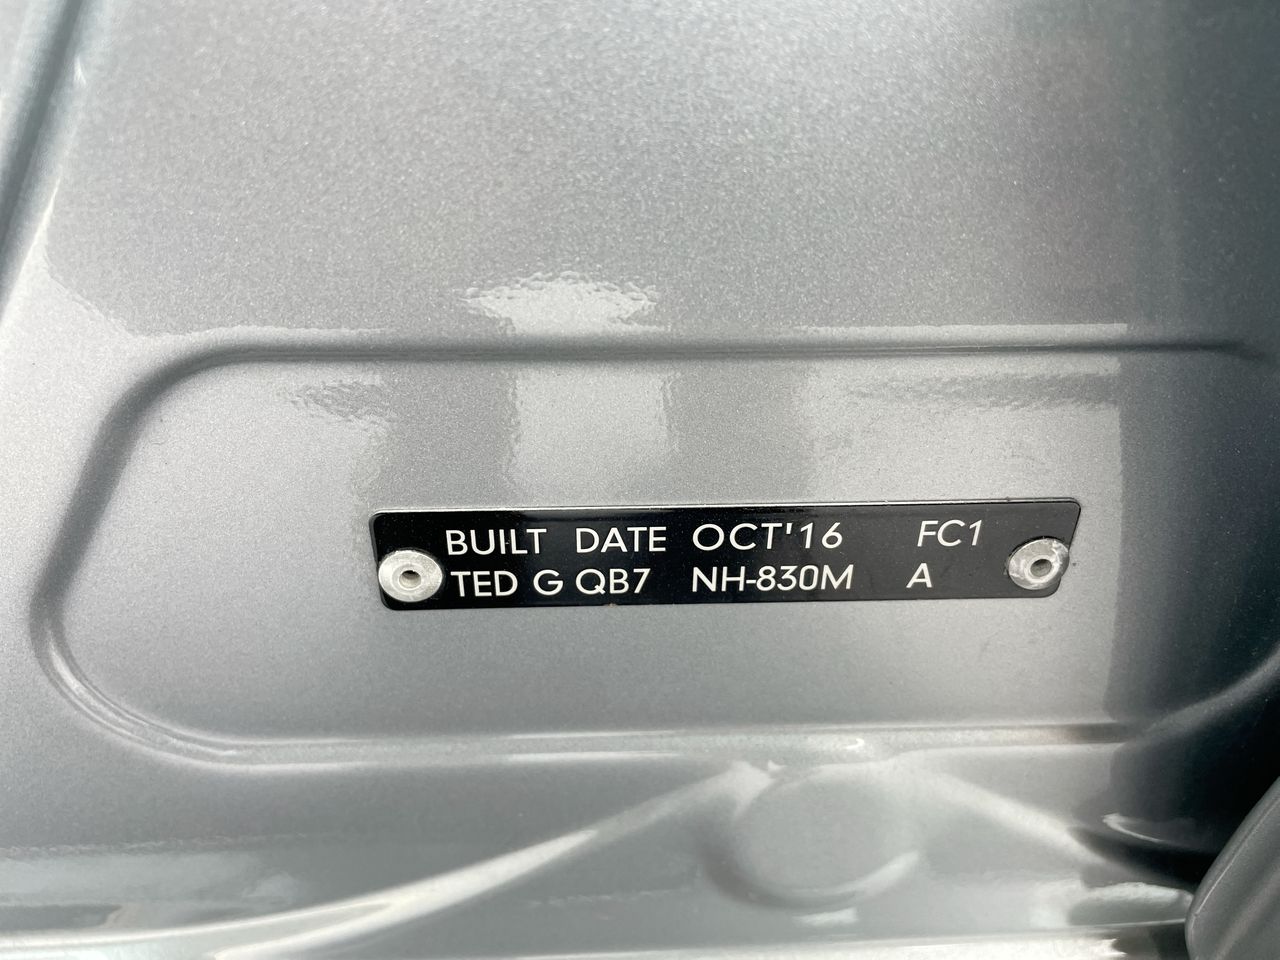 BUILT DATE OCT'16 FC1
TED G QB7 NH-830M A